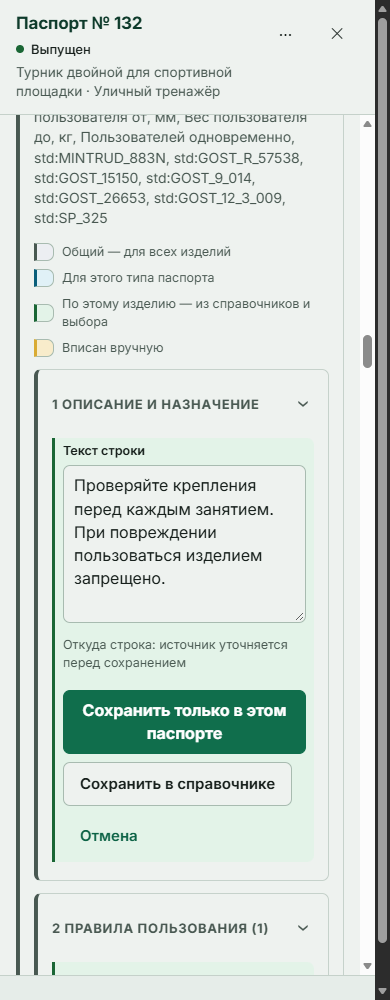 Паспорт № 132
...
Выпущен
Турник двойной для спортивной
площадки · Уличный тренажёр
пользователя от, мм, Вес пользователя
до, кг, Пользователей одновременно,
std:MINTRUD_883N, std:GOST_R_57538,
std:GOST_15150, std:GOST_9_014,
std:GOST_26653, std:GOST_12_3_009,
std:SP_325
Общий — для всех изделий
Для этого типа паспорта
По этому изделию — из справочников и
выбора
Вписан вручную
1 ОПИСАНИЕ И НАЗНАЧЕНИЕ
Текст строки
Проверяйте крепления
перед каждым занятием.
При повреждении
пользоваться изделием
запрещено.
Откуда строка: источник уточняется
перед сохранением
Сохранить только в этом
паспорте
Сохранить в справочнике
Отмена
2 ПРАВИЛА ПОЛЬЗОВАНИЯ (1)